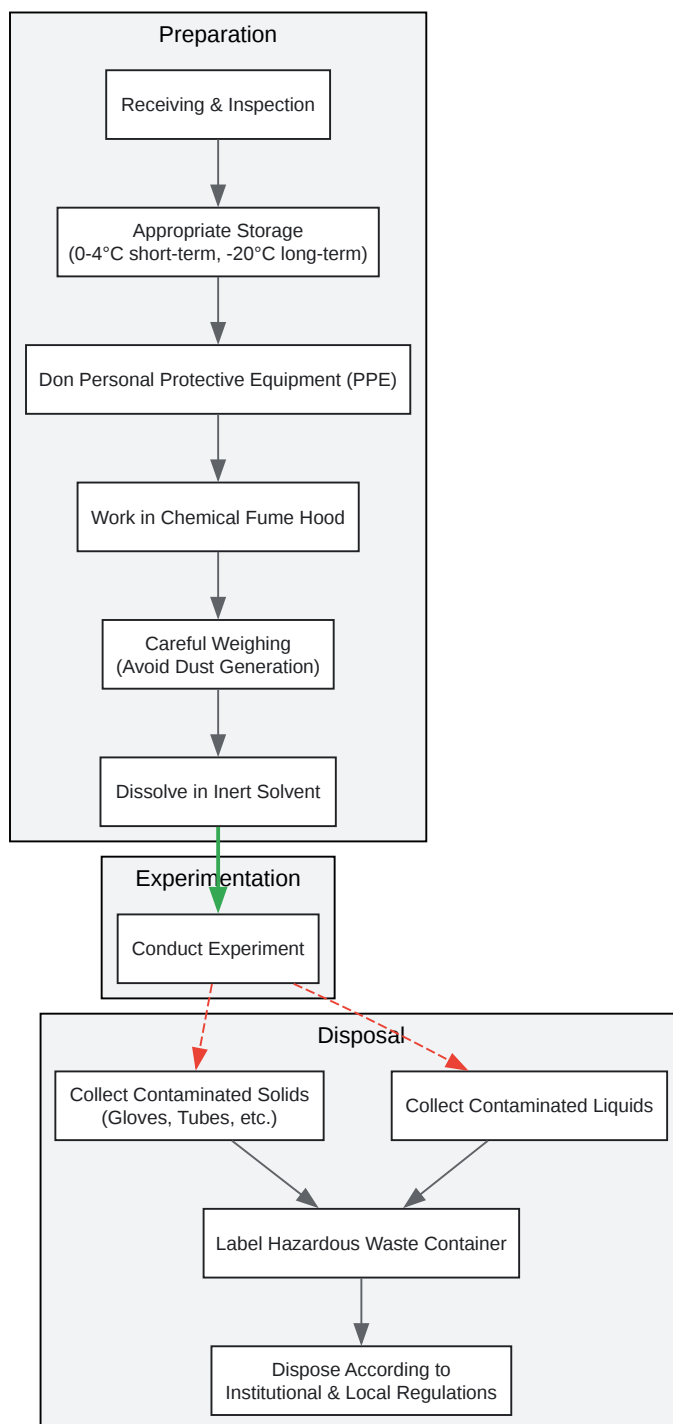 Preparation
Receiving & Inspection
Appropriate Storage
(0-4°C short-term, -20°C long-term)
Don Personal Protective Equipment (PPE)
Work in Chemical Fume Hood
Careful Weighing
(Avoid Dust Generation)
Dissolve in Inert Solvent
Experimentation
Conduct Experiment
Disposal
Collect Contaminated Solids
(Gloves, Tubes, etc.)
Collect Contaminated Liquids
Label Hazardous Waste Container
Dispose According to
Institutional & Local Regulations